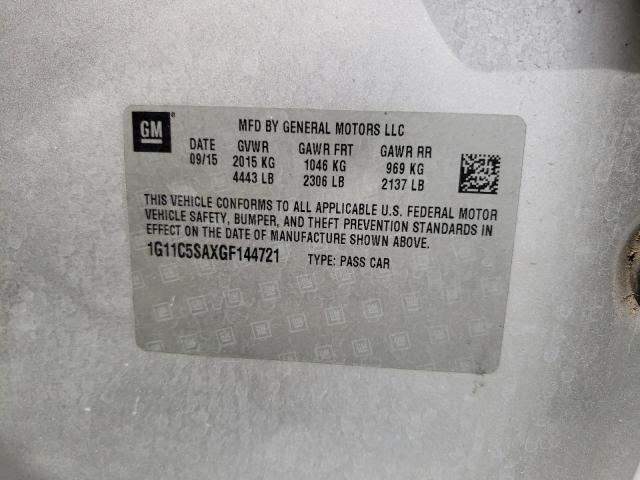 GM ® MFD BY GENERAL MOTORS LLC
DATE GVWR GAWR FRT GAWR RR
09/15 2015 KG 1046 KG 969 KG
4443 LB 2306 LB 2137 LB
THIS VEHICLE CONFORMS TO ALL APPLICABLE U.S. FEDERAL MOTOR
VEHICLE SAFETY, BUMPER, AND THEFT PREVENTION STANDARDS IN
EFFECT ON THE DATE OF MANUFACTURE SHOWN ABOVE.
1G11C5SAXGF144721 TYPE: PASS CAR